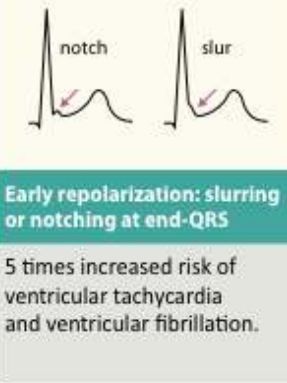 notch
slur
Early repolarization: slurring
or notching at end-QRS
5 times increased risk of
ventricular tachycardia
and ventricular fibrillation.